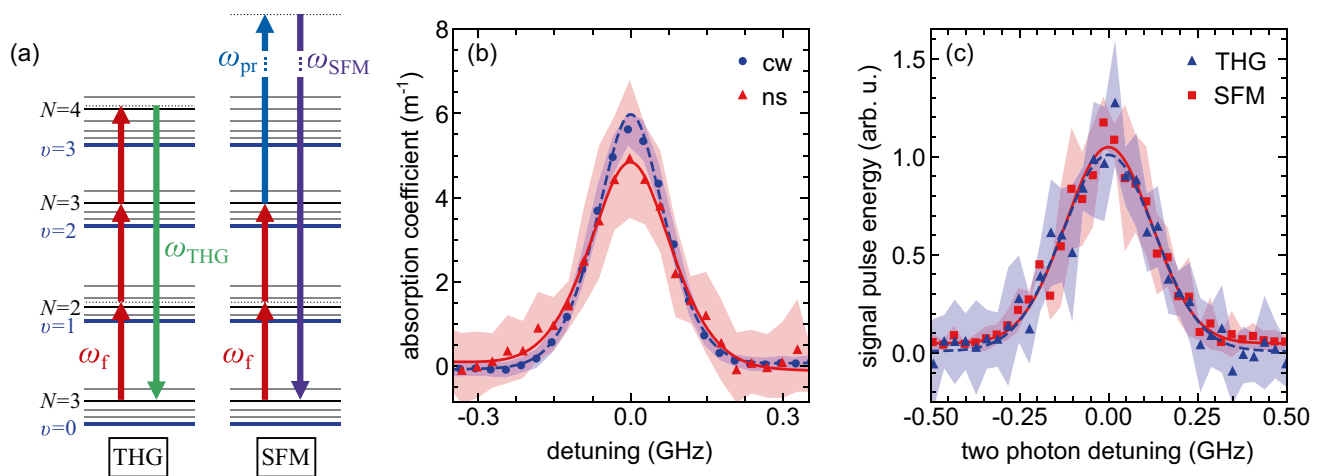 (a)
ω_pr
ω_SFM
N=4
υ=3
N=3
υ=2
ω_THG
N=2
υ=1
ω_f
ω_f
N=3
υ=0
THG
SFM
(b)
cw
ns
absorption coefficient (m⁻¹)
8
6
4
2
0
-0.3
0.0
0.3
detuning (GHz)
(c)
THG
SFM
signal pulse energy (arb. u.)
1.5
1.0
0.5
0.0
-0.50
-0.25
0.00
0.25
0.50
two photon detuning (GHz)